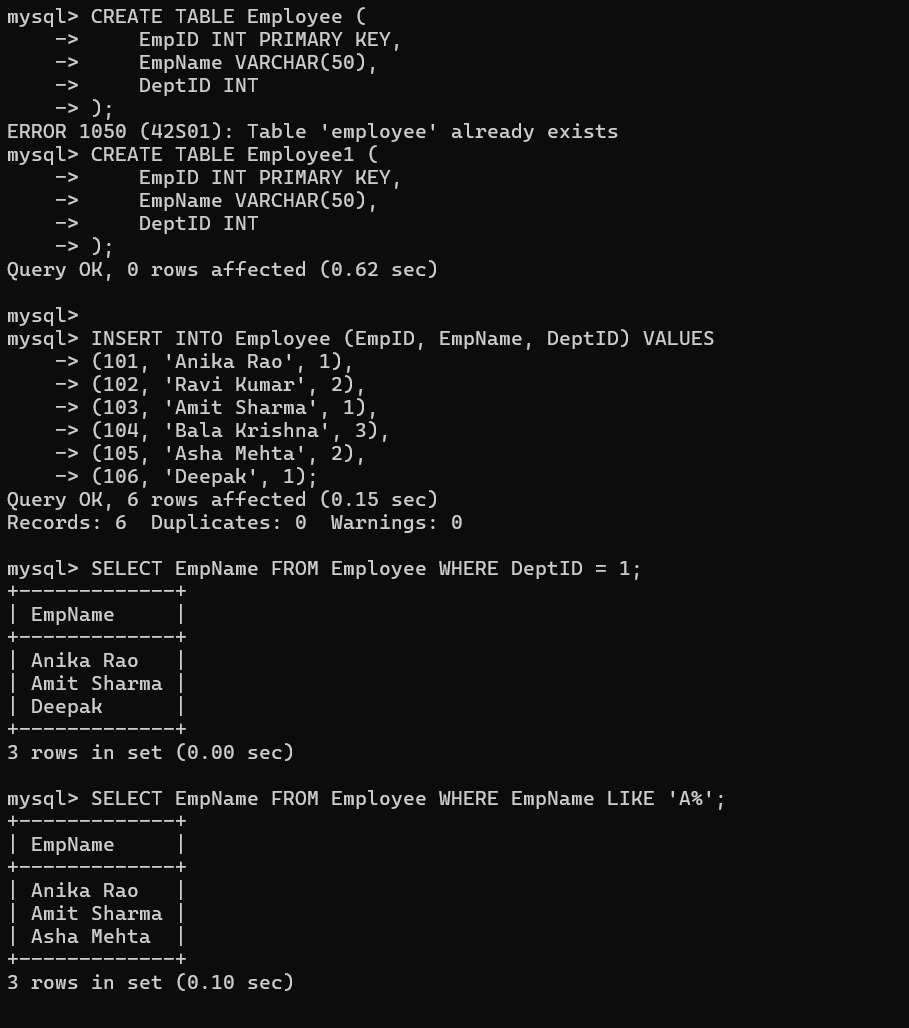 mysql> CREATE TABLE Employee (
    ->     EmpID INT PRIMARY KEY,
    ->     EmpName VARCHAR(50),
    ->     DeptID INT
    -> );
ERROR 1050 (42S01): Table 'employee' already exists
mysql> CREATE TABLE Employee1 (
    ->     EmpID INT PRIMARY KEY,
    ->     EmpName VARCHAR(50),
    ->     DeptID INT
    -> );
Query OK, 0 rows affected (0.62 sec)

mysql>
mysql> INSERT INTO Employee (EmpID, EmpName, DeptID) VALUES
    -> (101, 'Anika Rao', 1),
    -> (102, 'Ravi Kumar', 2),
    -> (103, 'Amit Sharma', 1),
    -> (104, 'Bala Krishna', 3),
    -> (105, 'Asha Mehta', 2),
    -> (106, 'Deepak', 1);
Query OK, 6 rows affected (0.15 sec)
Records: 6  Duplicates: 0  Warnings: 0

mysql> SELECT EmpName FROM Employee WHERE DeptID = 1;
+-------------+
| EmpName     |
+-------------+
| Anika Rao   |
| Amit Sharma |
| Deepak      |
+-------------+
3 rows in set (0.00 sec)

mysql> SELECT EmpName FROM Employee WHERE EmpName LIKE 'A%';
+-------------+
| EmpName     |
+-------------+
| Anika Rao   |
| Amit Sharma |
| Asha Mehta  |
+-------------+
3 rows in set (0.10 sec)